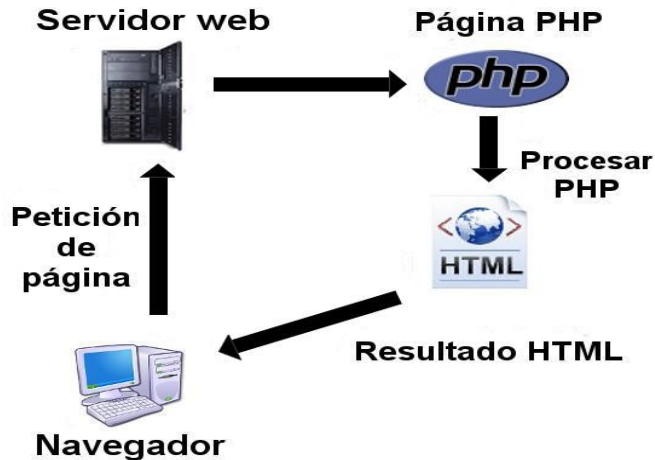 Servidor web
Página PHP
php
Procesar
PHP
Petición
de
página
< >
HTML
Resultado HTML
Navegador